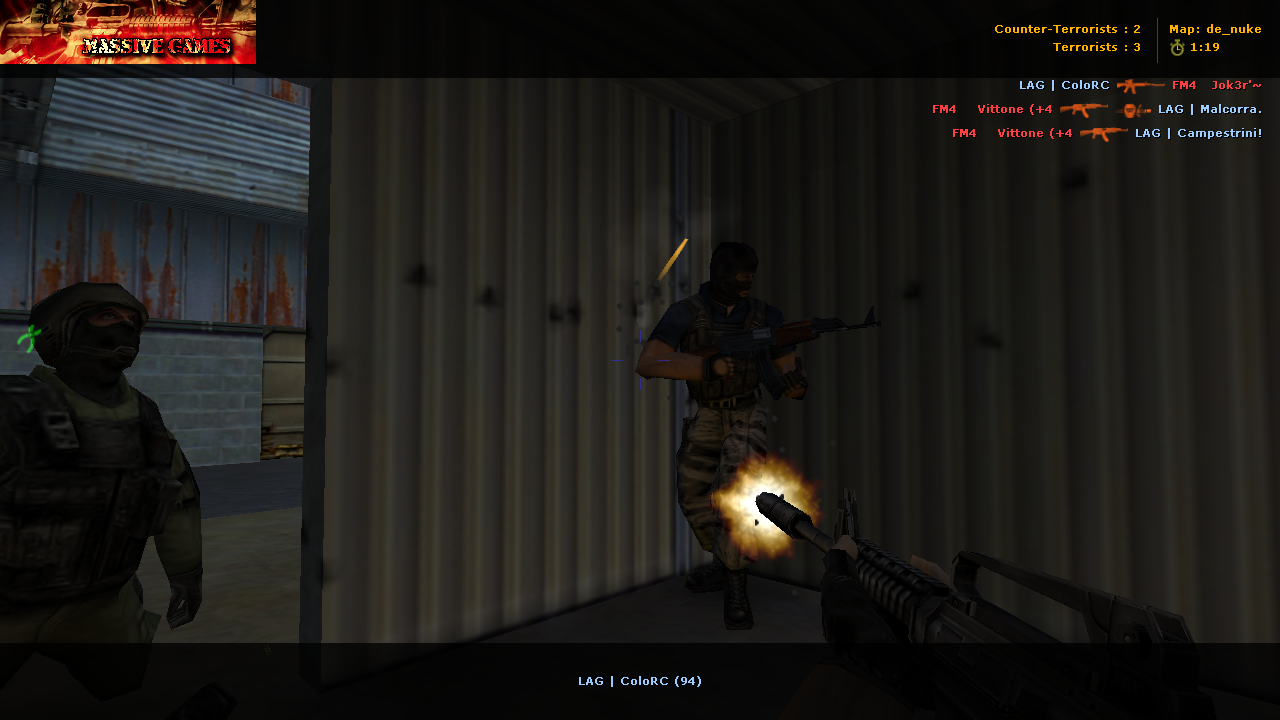 MASSIVE GAMES
Counter-Terrorists : 2
Terrorists : 3
Map: de_nuke
1:19
LAG | ColoRC FM4 Jok3r'~
FM4 Vittone (+4 LAG | Malcorra.
FM4 Vittone (+4 LAG | Campestrini!
LAG | ColoRC (94)